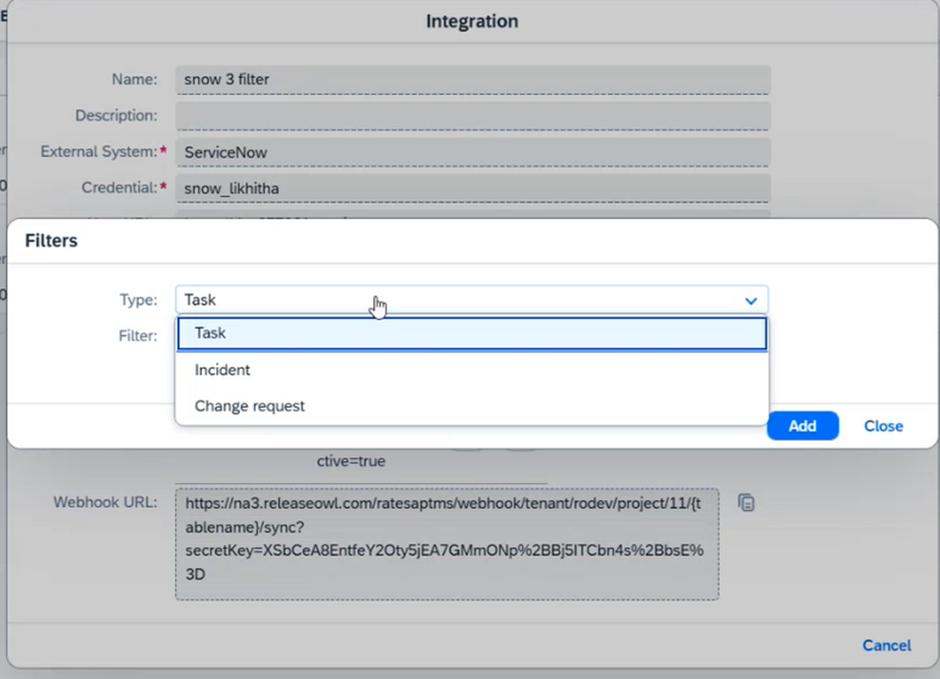 Integration
Name: snow 3 filter
Description:
External System:* ServiceNow
Credential:* snow_likhitha
Filters
Type: Task
Filter: Task
Incident
Change request
Add Close
ctive=true
Webhook URL: https://na3.releaseowl.com/ratesaptms/webhook/tenant/rodev/project/11/{t
ablename}/sync?
secretKey=XSbCeA8EntfeY2Oty5jEA7GMmONp%2BBj5ITCbn4s%2BbsE%
3D
Cancel